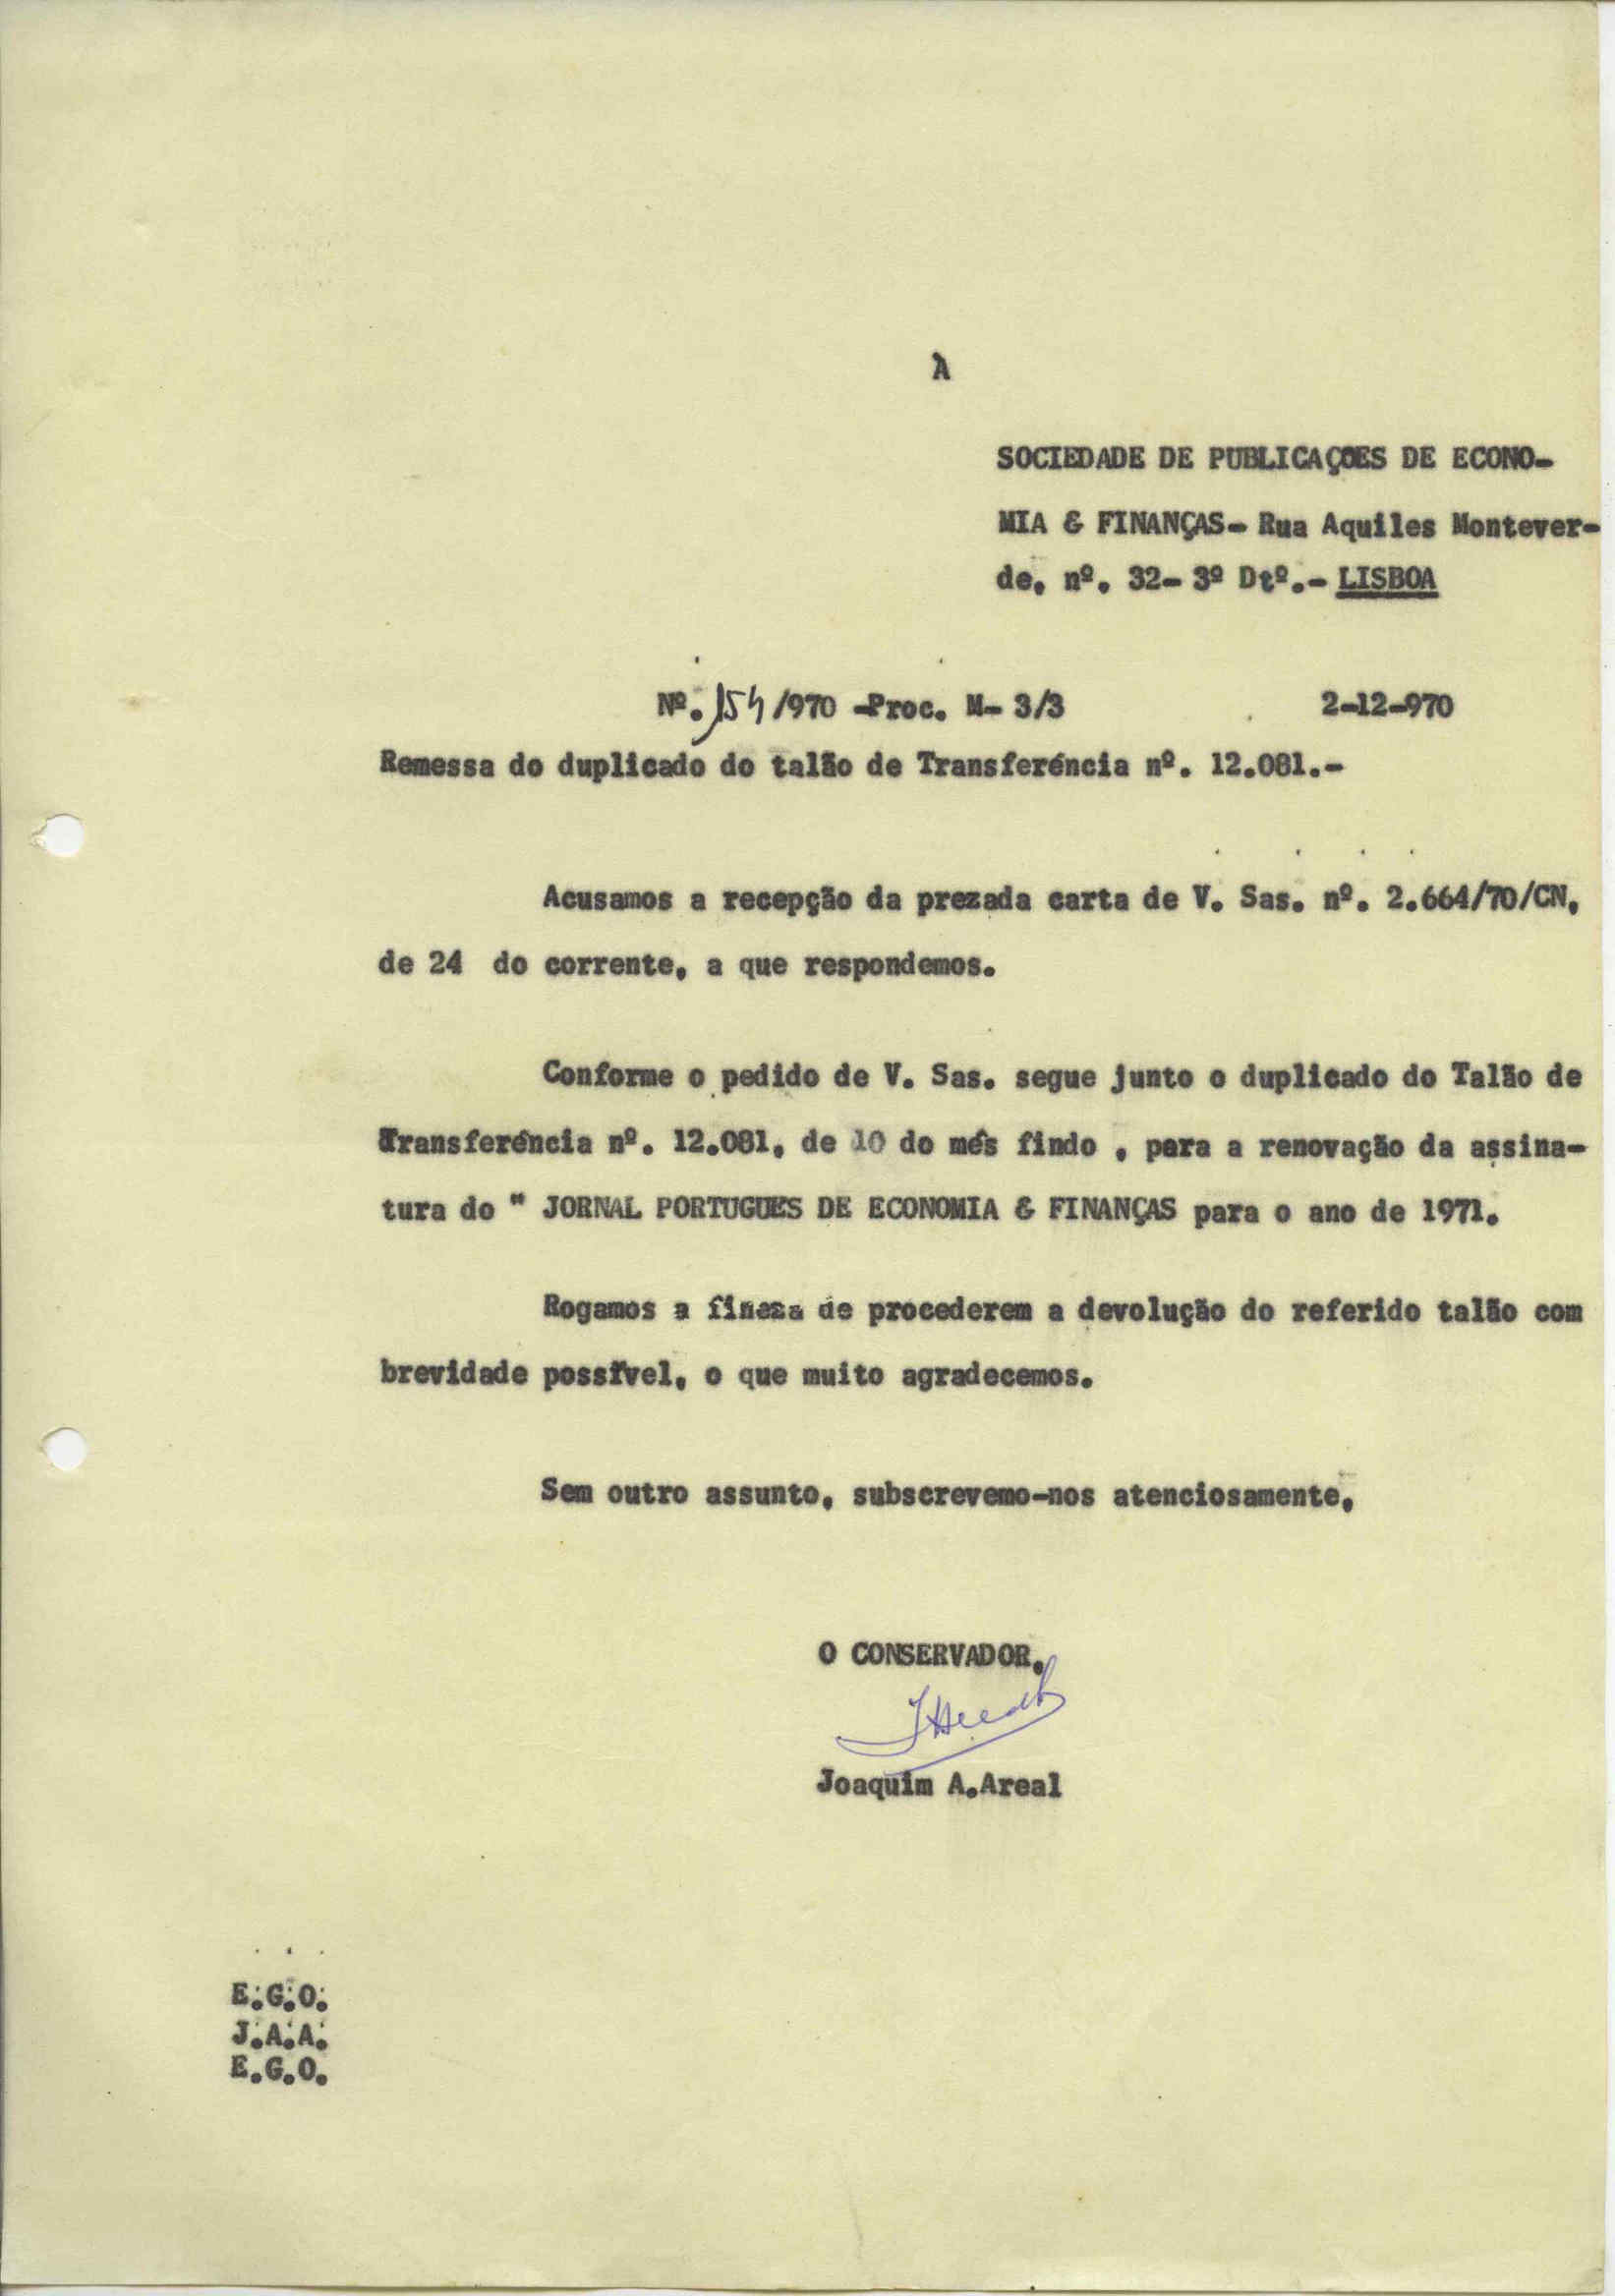 À
SOCIEDADE DE PUBLICAÇOES DE ECONO-
MIA & FINANÇAS- Rua Aquiles Montever-
de, nº. 32- 3º Dtº.- LISBOA
Nº. 154/970 -Proc. M- 3/3 2-12-970
Remessa do duplicado do talão de Transferéncia nº. 12.081.-
Acusamos a recepção da prezada carta de V. Sas. nº. 2.664/70/CN,
de 24 do corrente, a que respondemos.
Conforme o pedido de V. Sas. segue junto o duplicado do Talão de
Transferéncia nº. 12.081, de 10 do mês findo , para a renovação da assina-
tura do " JORNAL PORTUGUES DE ECONOMIA & FINANÇAS para o ano de 1971.
Rogamos a fineza de procederem a devolução do referido talão com
brevidade possível, o que muito agradecemos.
Sem outro assunto, subscrevemo-nos atenciosamente,
O CONSERVADOR,
Joaquim A.Areal
E.G.O.
J.A.A.
E.G.O.